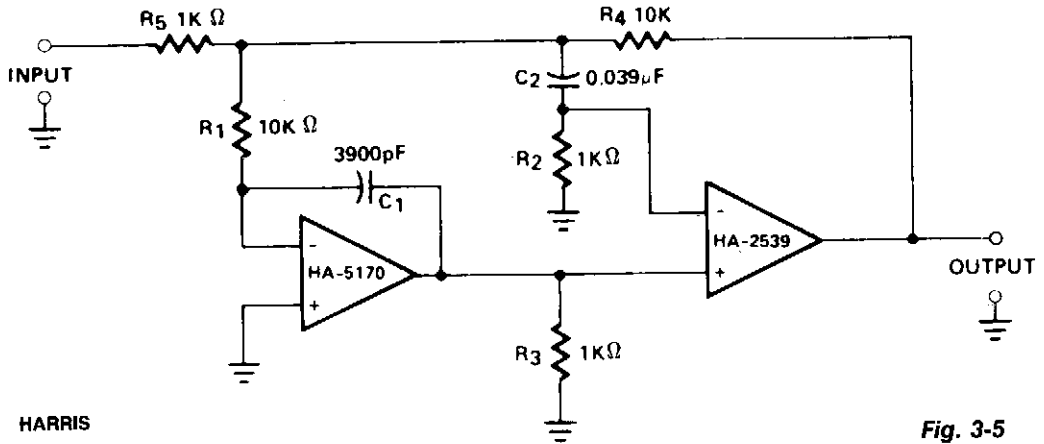 R5 1K Ω
R4 10K
INPUT
C2 0.039μF
R1 10K Ω
3900pF
C1
R2 1KΩ
-
HA-5170
+
-
HA-2539
+
OUTPUT
R3 1KΩ
HARRIS
Fig. 3-5